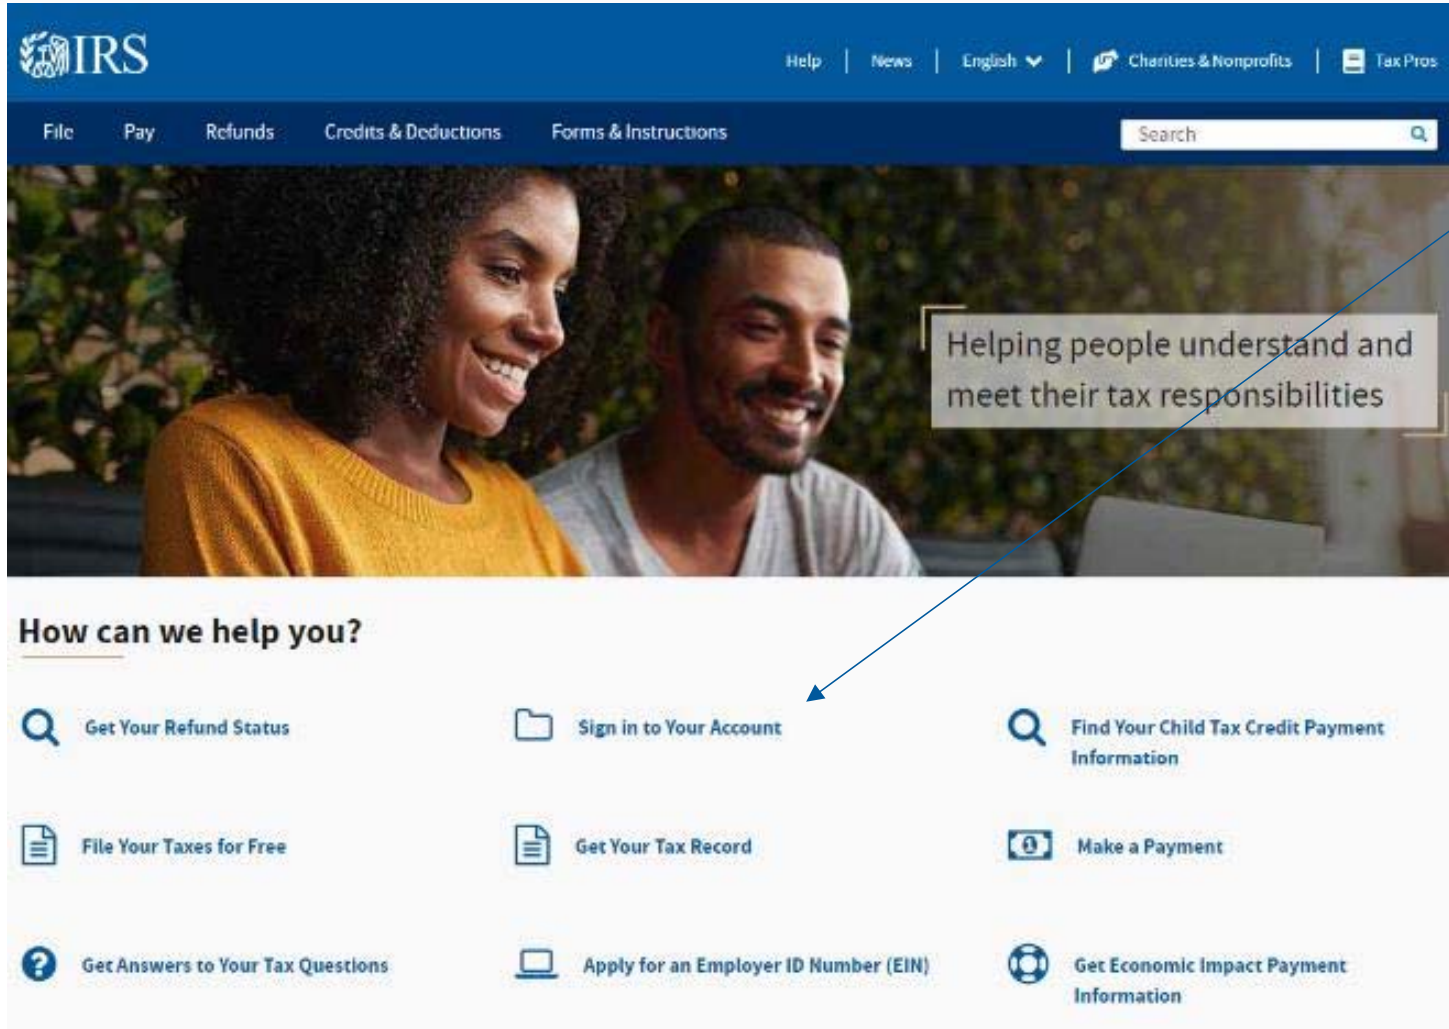 IRS
Help
News
English
Charities & Nonprofits
Tax Pros
File
Pay
Refunds
Credits & Deductions
Forms & Instructions
Search
Helping people understand and
meet their tax responsibilities
How can we help you?
Get Your Refund Status
Sign in to Your Account
Find Your Child Tax Credit Payment
Information
File Your Taxes for Free
Get Your Tax Record
Make a Payment
Get Answers to Your Tax Questions
Apply for an Employer ID Number (EIN)
Get Economic Impact Payment
Information